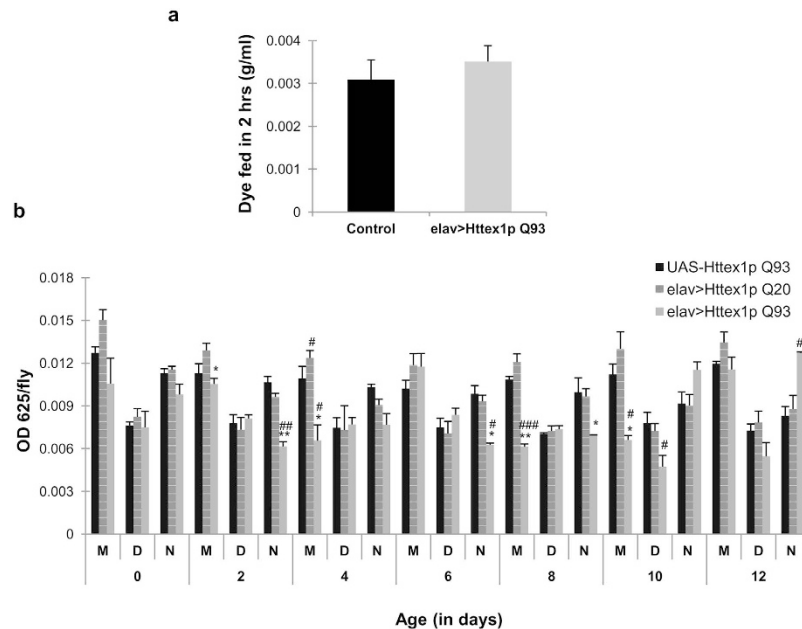 a
Dye fed in 2 hrs (g/ml)
0.004
0.003
0.002
0.001
0
Control elav>Httex1p Q93
b
OD 625/fly
0.018
0.015
0.012
0.009
0.006
0.003
0
UAS-Httex1p Q93
elav>Httex1p Q20
elav>Httex1p Q93
*
##
**
#
#
*
#
*
###
**
*
#
*
#
#
M D N M D N M D N M D N M D N M D N M D N
0 2 4 6 8 10 12
Age (in days)